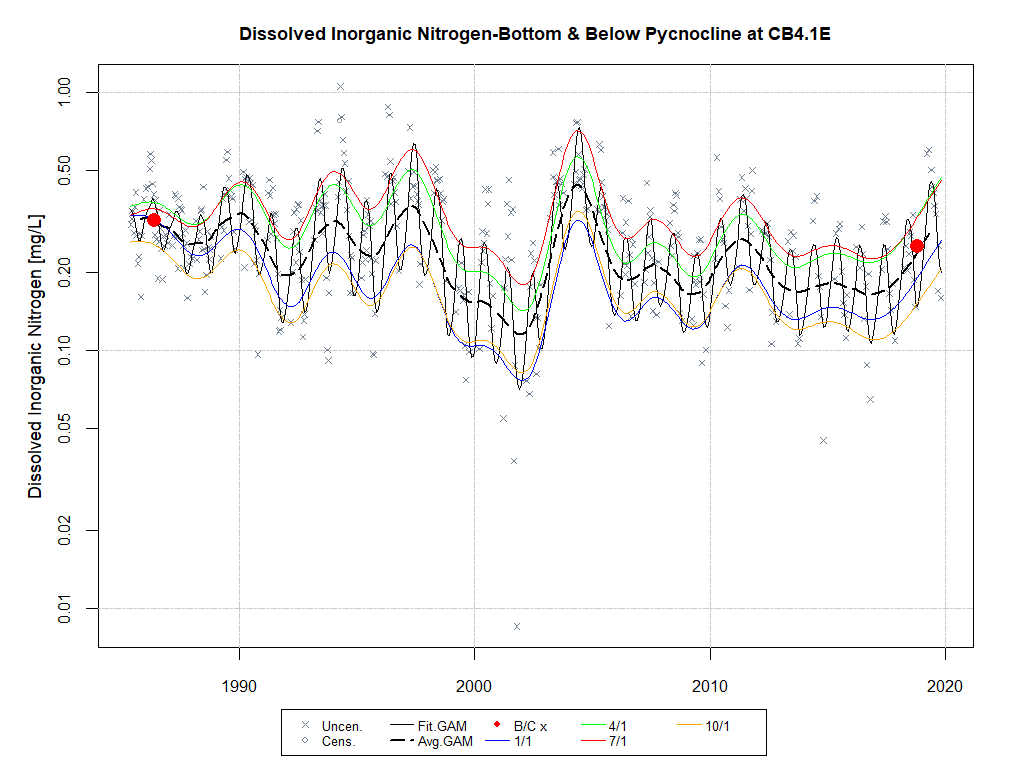 Dissolved Inorganic Nitrogen-Bottom & Below Pycnocline at CB4.1E
Dissolved Inorganic Nitrogen [mg/L]
1.00
0.50
0.20
0.10
0.05
0.02
0.01
1990 2000 2010 2020
Uncen. Fit.GAM B/C x 4/1 10/1
Cens. Avg.GAM 1/1 7/1